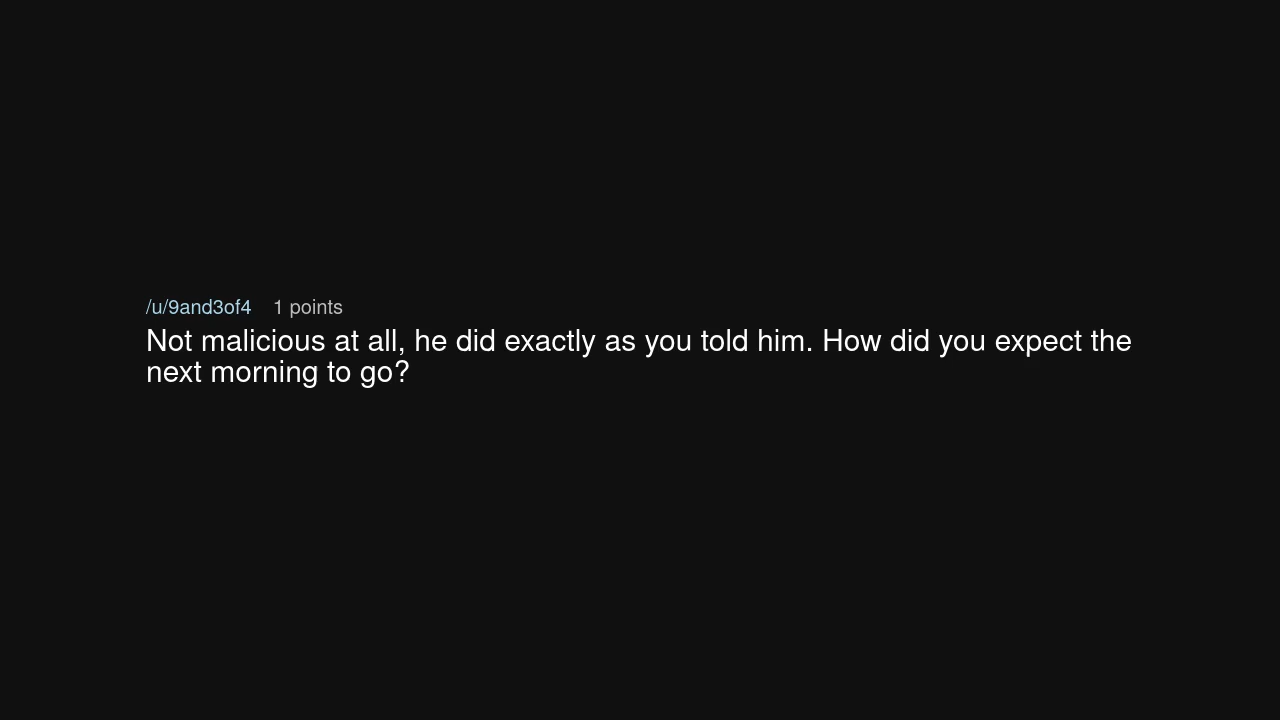 /u/9and3of4 1 points
Not malicious at all, he did exactly as you told him. How did you expect the
next morning to go?